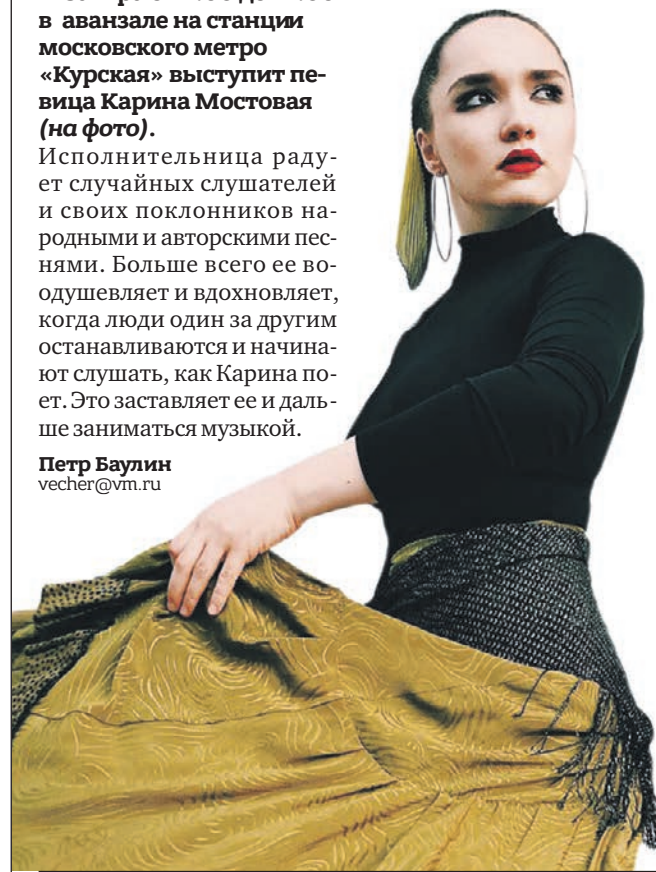 в аванзале на станции
московского метро
«Курская» выступит пе-
вица Карина Мостовая
(на фото).
Исполнительница раду-
ет случайных слушателей
и своих поклонников на-
родными и авторскими пес-
нями. Больше всего ее во-
одушевляет и вдохновляет,
когда люди один за другим
останавливаются и начина-
ют слушать, как Карина по-
ет. Это заставляет ее и даль-
ше заниматься музыкой.
Петр Баулин
vecher@vm.ru